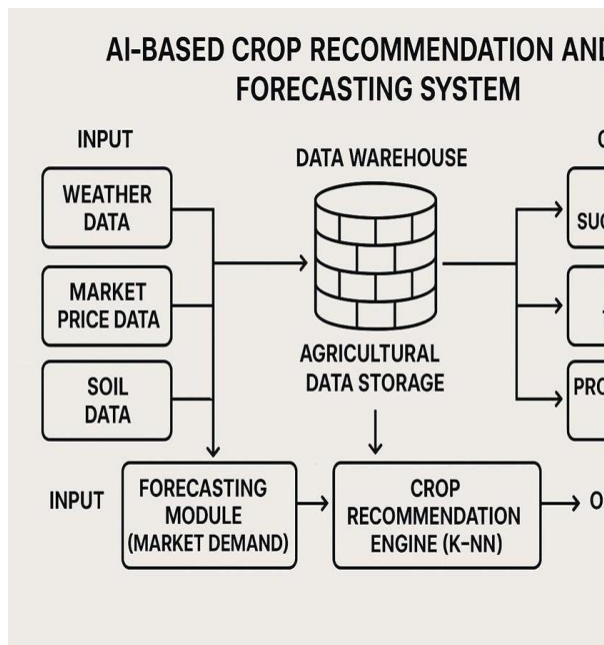 AI-BASED CROP RECOMMENDATION AND
FORECASTING SYSTEM
INPUT
WEATHER
DATA
MARKET
PRICE DATA
SOIL
DATA
DATA WAREHOUSE
AGRICULTURAL
DATA STORAGE
INPUT
FORECASTING
MODULE
(MARKET DEMAND)
CROP
RECOMMENDATION
ENGINE (K-NN)